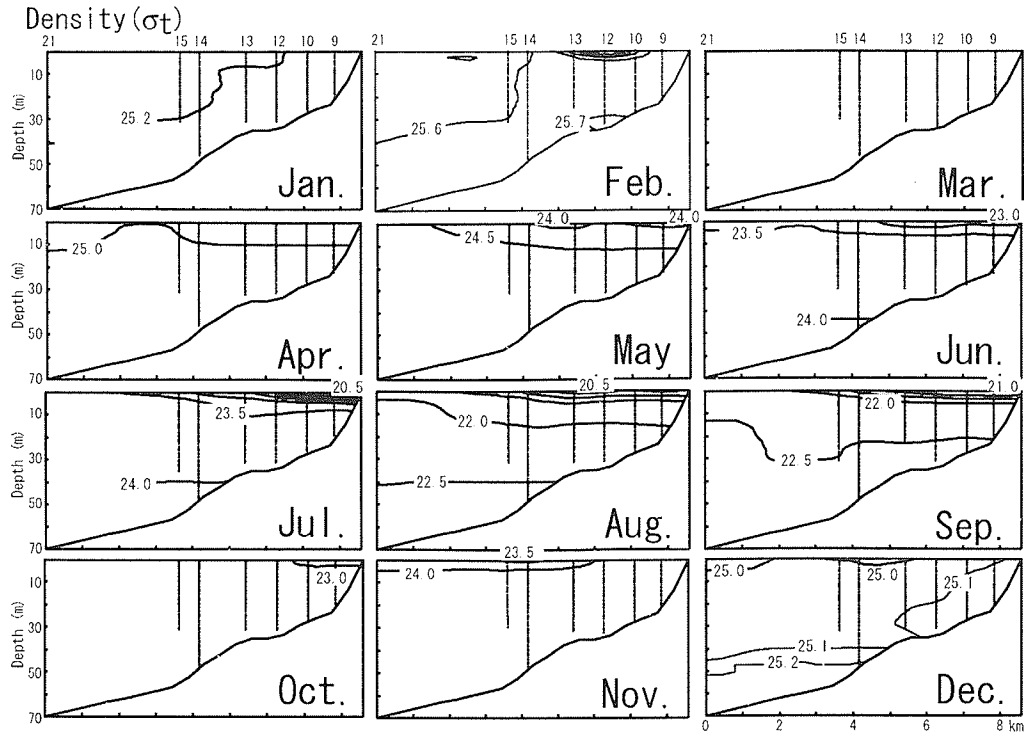 Density(σt)
21 15 14 13 12 10 9
21 15 14 13 12 10 9
21 15 14 13 12 10 9
Depth (m)
10
30
50
70
25.2
Jan.
25.6
25.7
Feb.
Mar.
Depth (m)
10
30
50
70
25.0
Apr.
24.0
24.0
24.5
May
23.0
23.5
24.0
Jun.
Depth (m)
10
30
50
70
20.5
23.5
24.0
Jul.
20.5
22.0
22.5
Aug.
21.0
22.0
22.5
Sep.
Depth (m)
10
30
50
70
23.0
Oct.
23.5
24.0
Nov.
25.0
25.0
25.1
25.1
25.2
Dec.
0 2 4 6 8 km